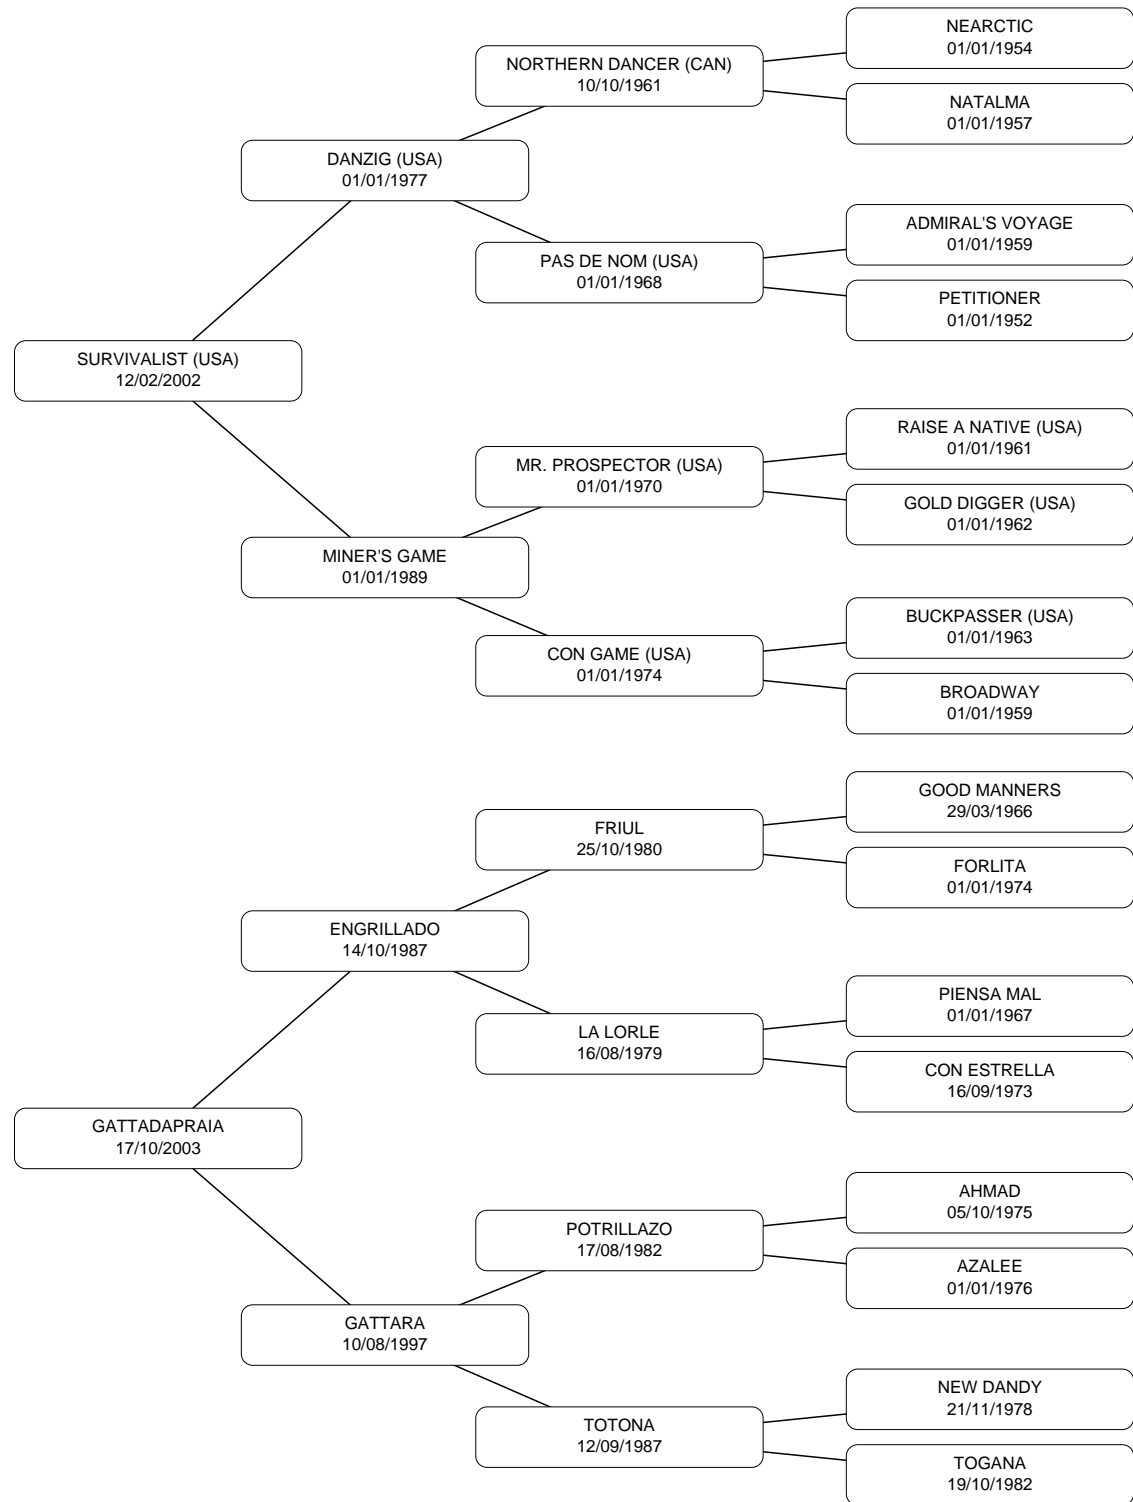 NEARCTIC
01/01/1954
NORTHERN DANCER (CAN)
10/10/1961
NATALMA
01/01/1957
DANZIG (USA)
01/01/1977
ADMIRAL'S VOYAGE
01/01/1959
PAS DE NOM (USA)
01/01/1968
PETITIONER
01/01/1952
SURVIVALIST (USA)
12/02/2002
RAISE A NATIVE (USA)
01/01/1961
MR. PROSPECTOR (USA)
01/01/1970
GOLD DIGGER (USA)
01/01/1962
MINER'S GAME
01/01/1989
BUCKPASSER (USA)
01/01/1963
CON GAME (USA)
01/01/1974
BROADWAY
01/01/1959
GOOD MANNERS
29/03/1966
FRIUL
25/10/1980
FORLITA
01/01/1974
ENGRILLADO
14/10/1987
PIENSA MAL
01/01/1967
LA LORLE
16/08/1979
CON ESTRELLA
16/09/1973
GATTADAPRAIA
17/10/2003
AHMAD
05/10/1975
POTRILLAZO
17/08/1982
AZALEE
01/01/1976
GATTARA
10/08/1997
NEW DANDY
21/11/1978
TOTONA
12/09/1987
TOGANA
19/10/1982